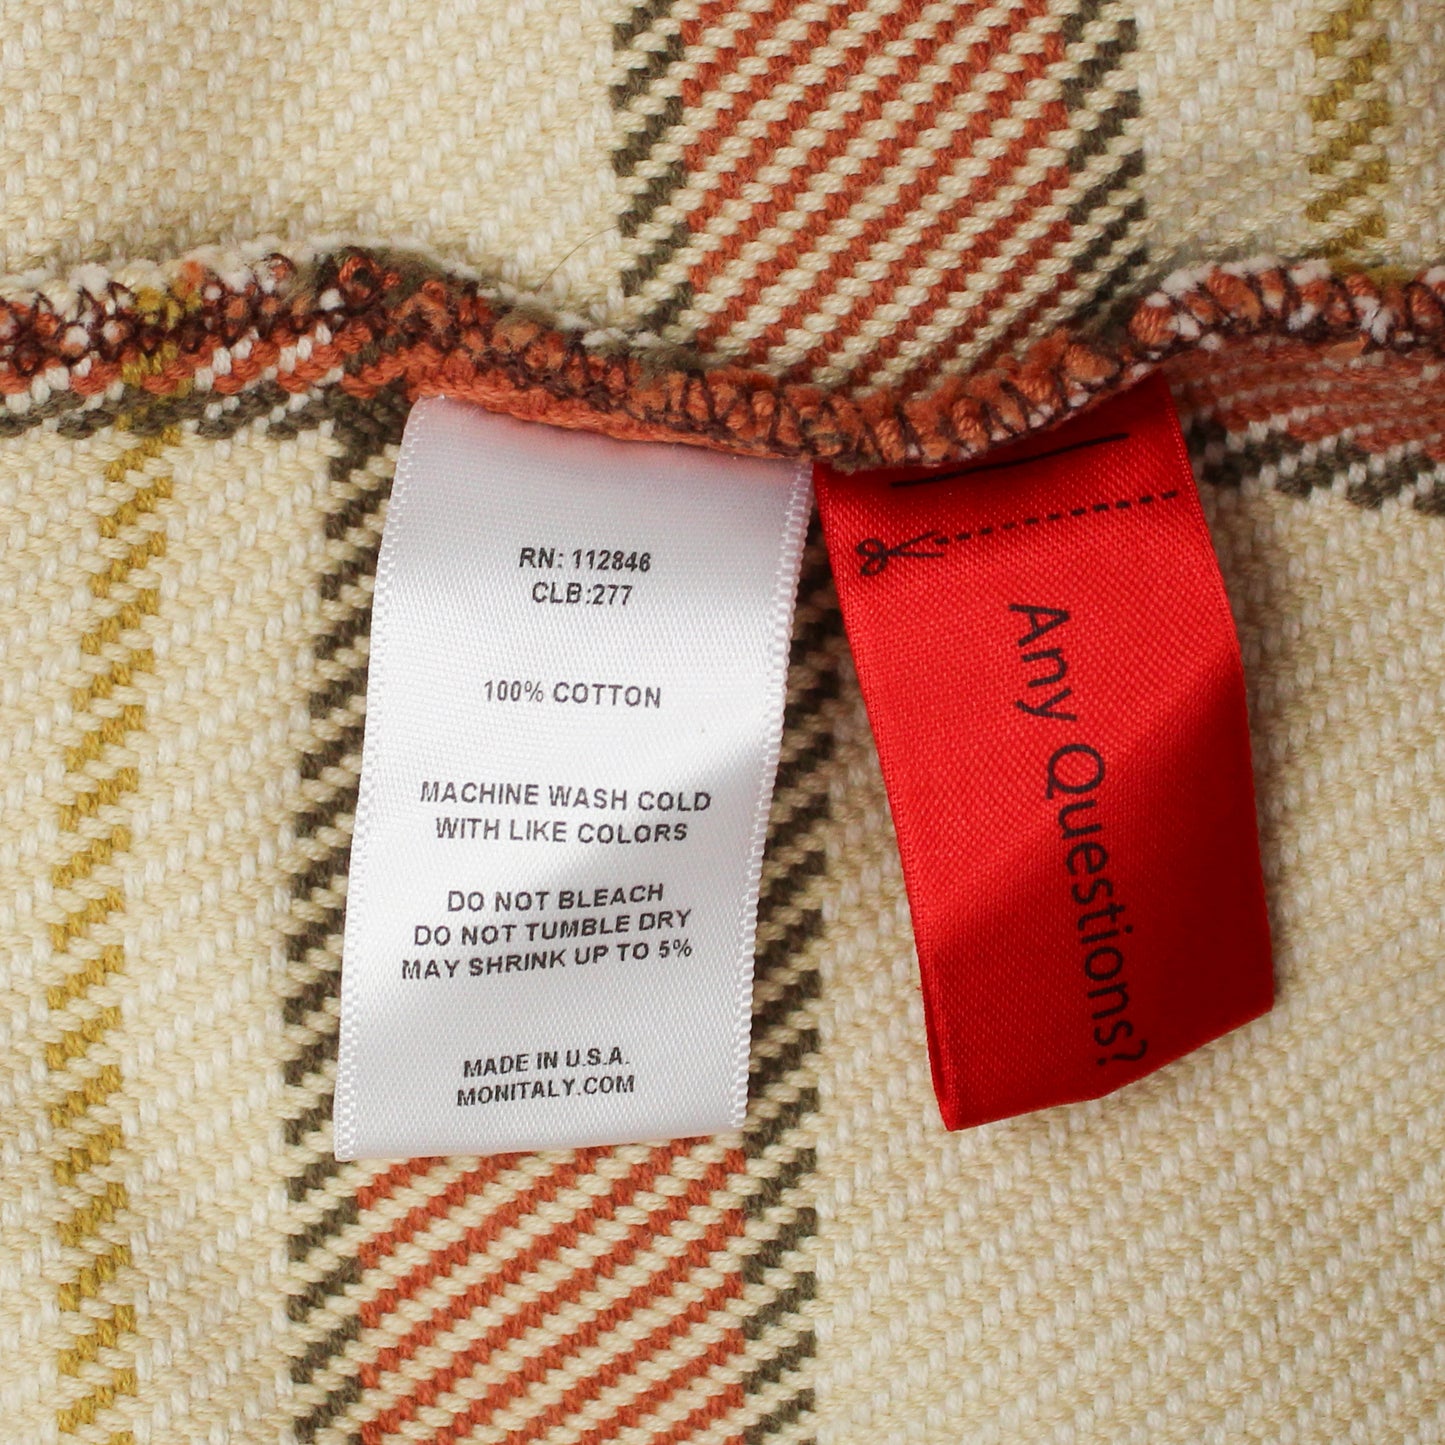 RN: 112846
CLB:277
100% COTTON
MACHINE WASH COLD
WITH LIKE COLORS
DO NOT BLEACH
DO NOT TUMBLE DRY
MAY SHRINK UP TO 5%
MADE IN U.S.A.
MONITALY.COM
Any Questions?